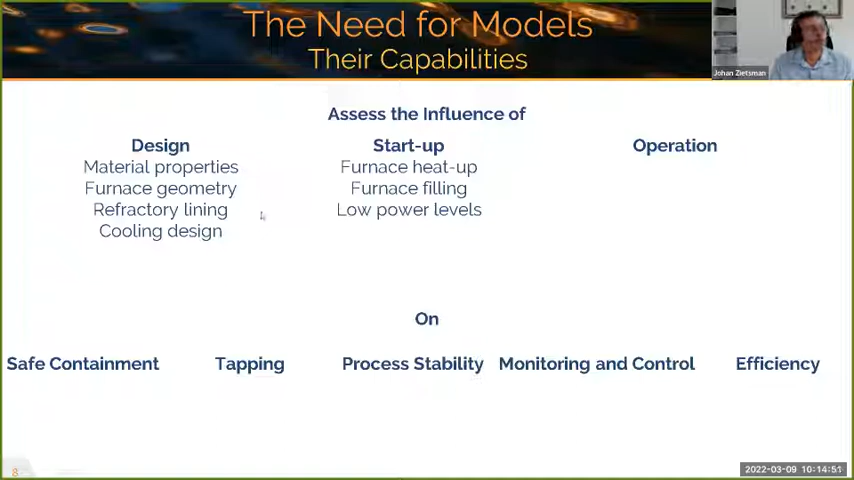 The Need for Models
Their Capabilities
Johan Zietsman
Assess the Influence of
Design
Material properties
Furnace geometry
Refractory lining
Cooling design
Start-up
Furnace heat-up
Furnace filling
Low power levels
Operation
On
Safe Containment
Tapping
Process Stability
Monitoring and Control
Efficiency
8
2022-03-09 10:14:51